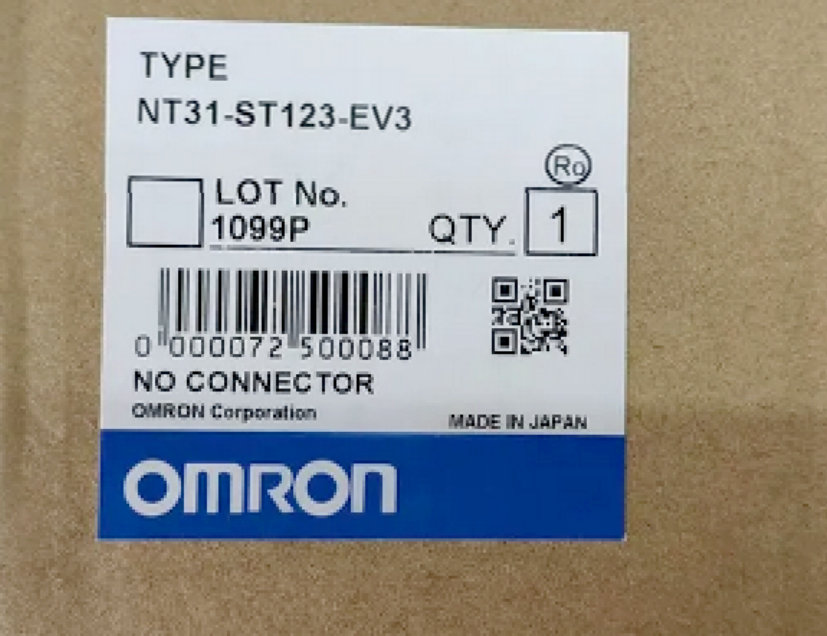 TYPE
NT31-ST123-EV3
Ro
LOT No.
1099P
QTY. 1
0 000072 500088
NO CONNECTOR
OMRON Corporation
MADE IN JAPAN
OMRON